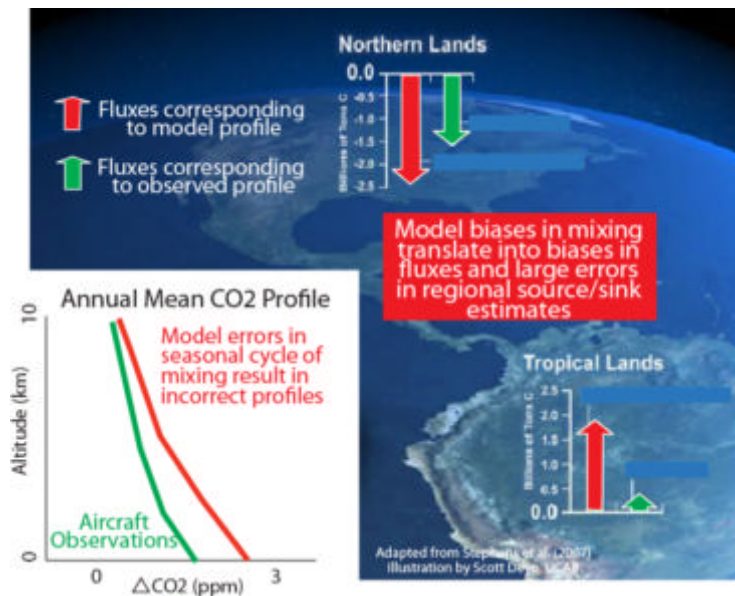 Northern Lands
0.0
-0.5
-1.0
-1.5
-2.0
-2.5
Billions of Tons C
Fluxes corresponding
to model profile
Fluxes corresponding
to observed profile
Model biases in mixing
translate into biases in
fluxes and large errors
in regional source/sink
estimates
Annual Mean CO2 Profile
10
Altitude (km)
0
Model errors in
seasonal cycle of
mixing result in
incorrect profiles
Aircraft
Observations
0
3
△CO2 (ppm)
Tropical Lands
2.5
2.0
1.5
1.0
0.5
0.0
Billions of Tons C
Adapted from Stephens et al. (2007)
illustration by Scott Deyo, UCAR